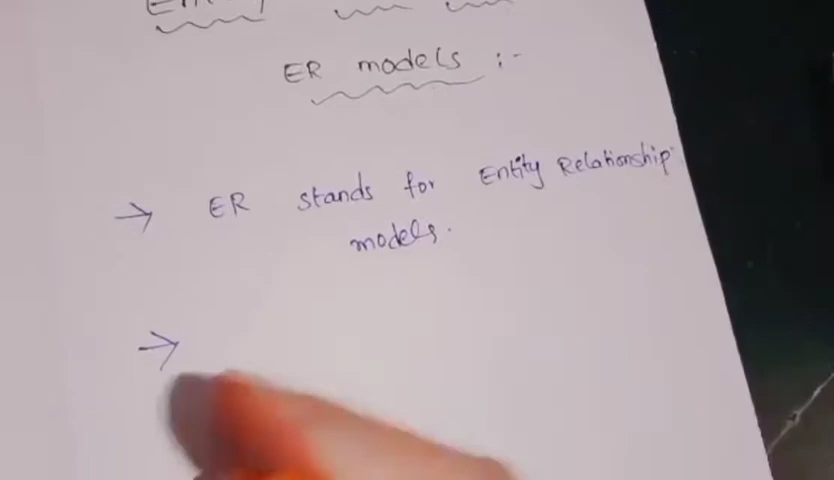 ER models :-
→ ER stands for Entity Relationship
models.
→